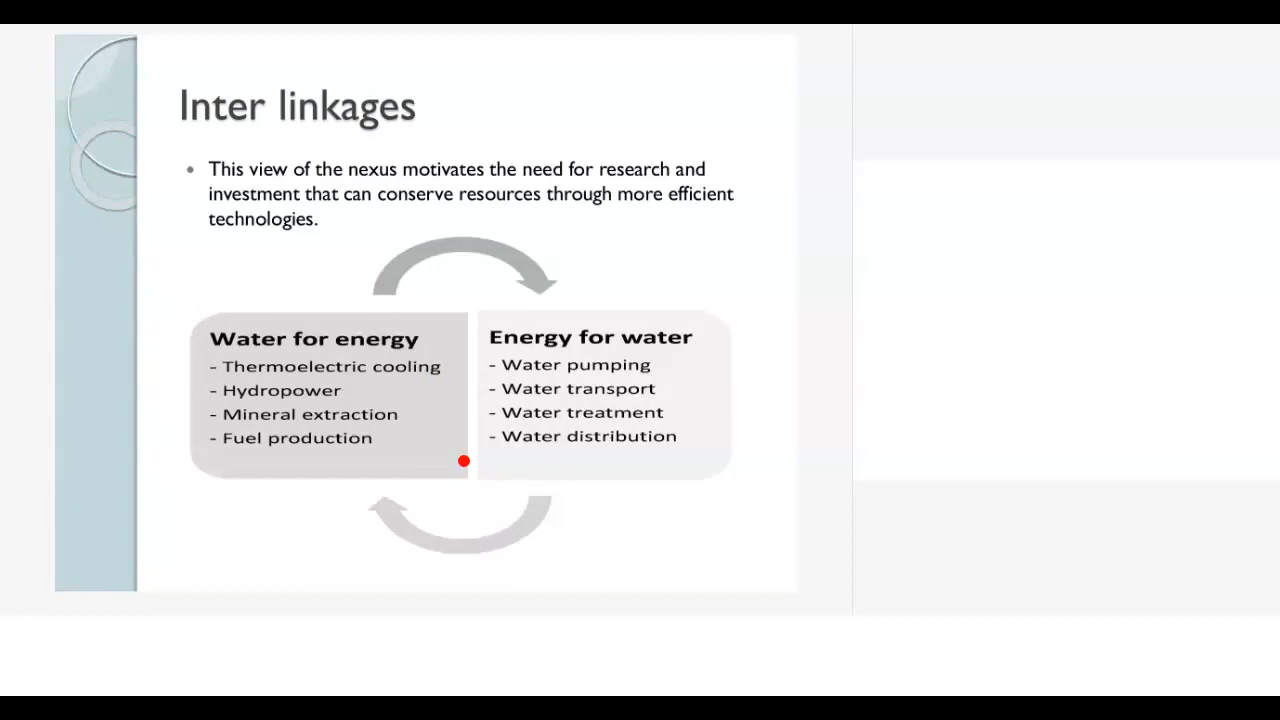 Inter linkages
• This view of the nexus motivates the need for research and
investment that can conserve resources through more efficient
technologies.
Water for energy
- Thermoelectric cooling
- Hydropower
- Mineral extraction
- Fuel production
Energy for water
- Water pumping
- Water transport
- Water treatment
- Water distribution